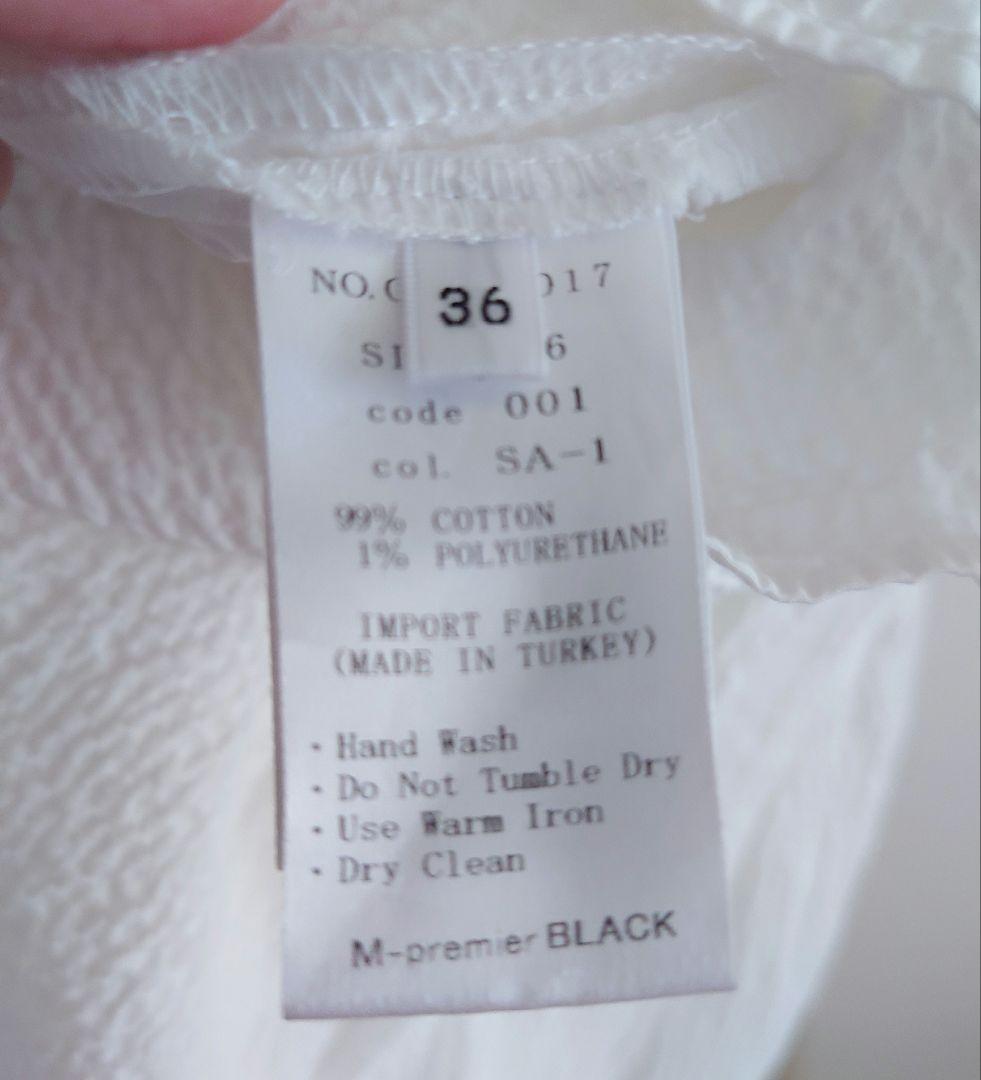 36
NO.
017
6
code 001
col. SA-1
99% COTTON
1% POLYURETHANE
IMPORT FABRIC
(MADE IN TURKEY)
・Hand Wash
・Do Not Tumble Dry
・Use Warm Iron
・Dry Clean
M-premier BLACK